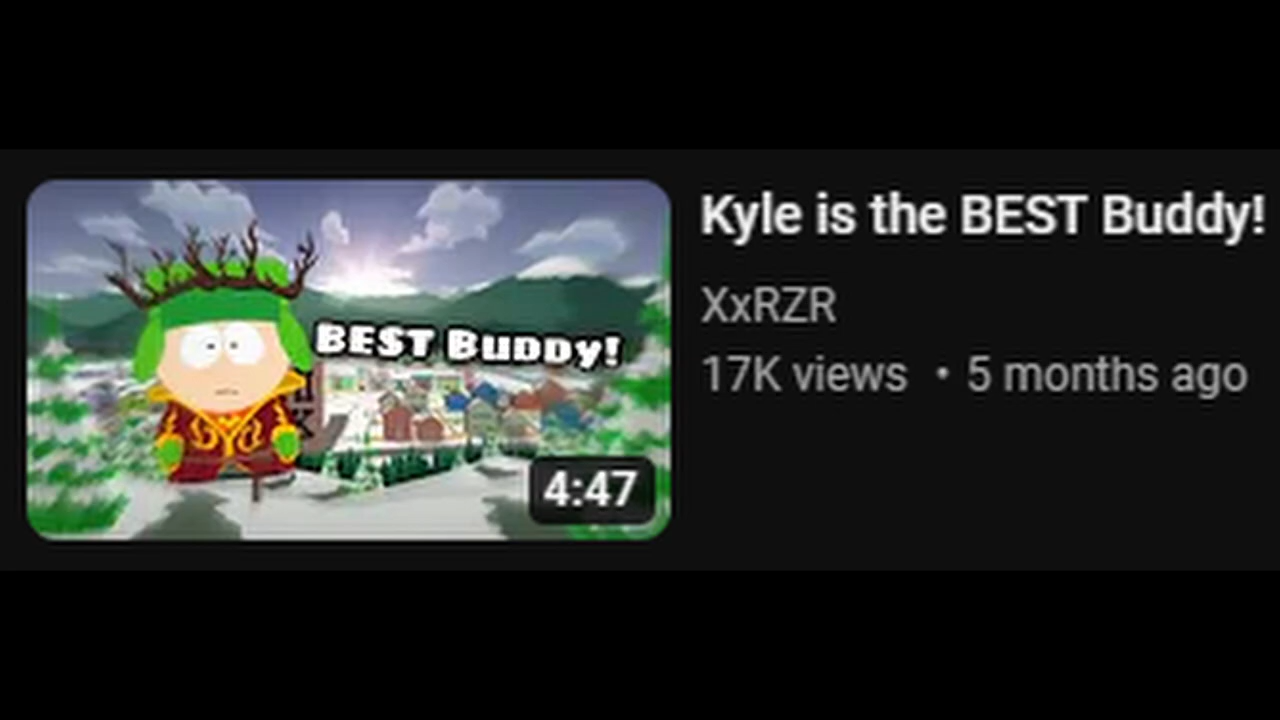 BEST BUDDy!
4:47
Kyle is the BEST Buddy!
XxRZR
17K views • 5 months ago